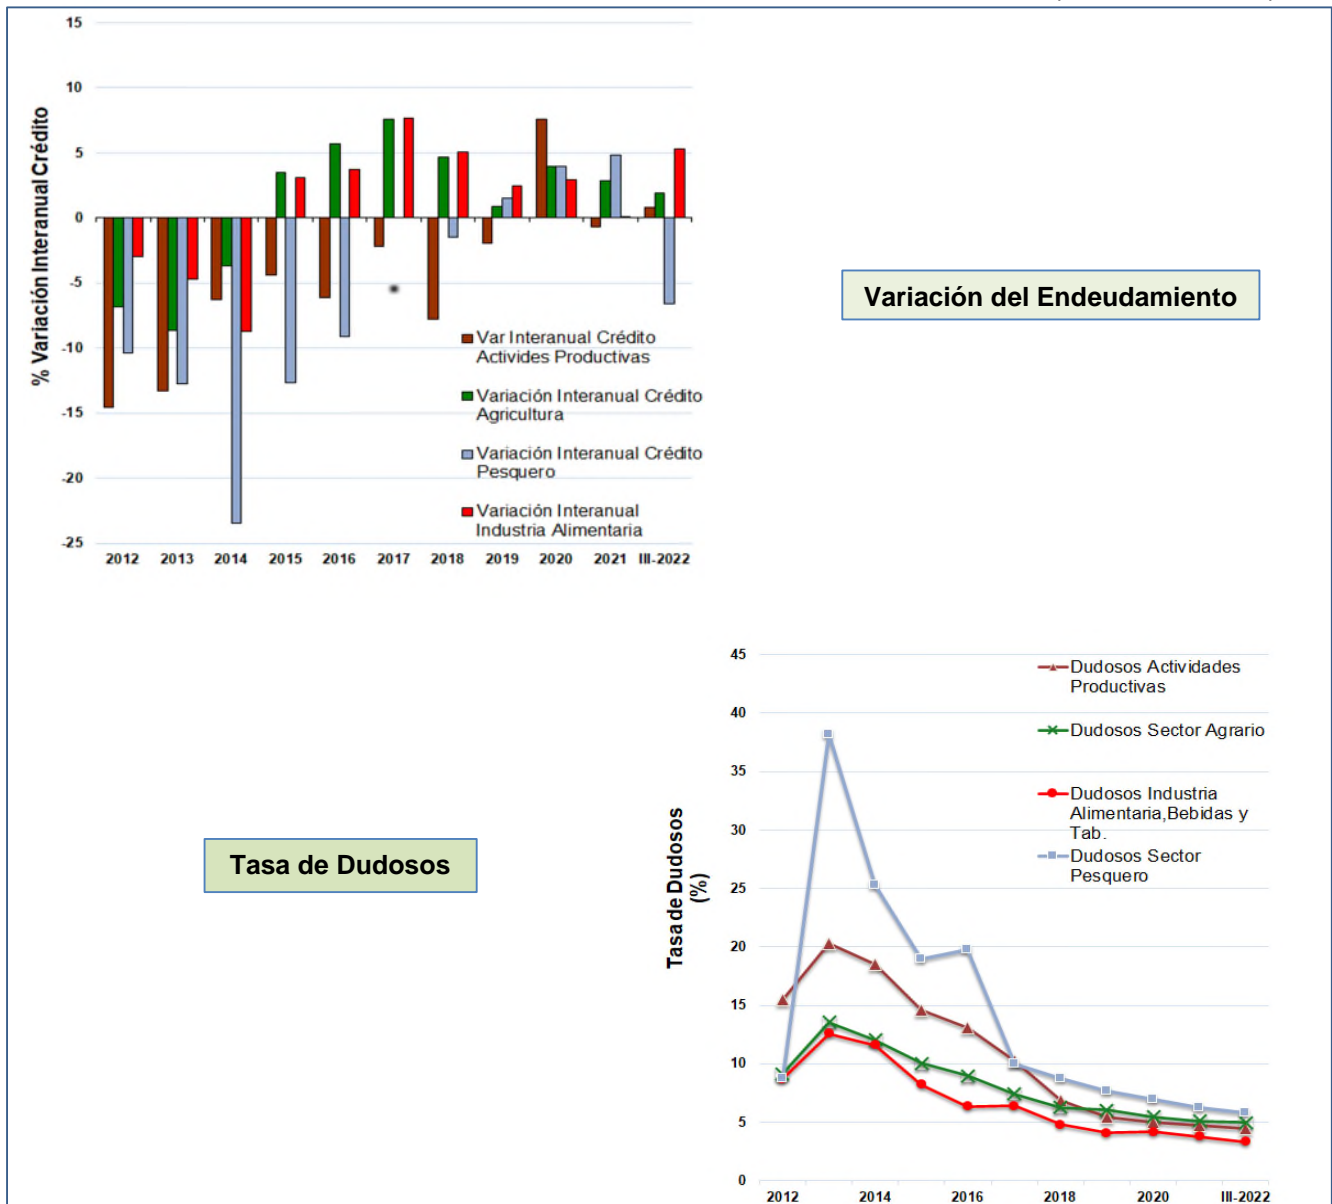 15
10
5
0
-5
-10
-15
-20
-25
% Variación Interanual Crédito
*
Var Interanual Crédito
Activides Productivas
Variación Interanual Crédito
Agricultura
Variación Interanual Crédito
Pesquero
Variación Interanual
Industria Alimentaria
2012 2013 2014 2015 2016 2017 2018 2019 2020 2021 III-2022
Variación del Endeudamiento
Tasa de Dudosos
45
40
35
30
25
20
15
10
5
0
Tasa de Dudosos
(%)
Dudosos Actividades
Productivas
Dudosos Sector Agrario
Dudosos Industria
Alimentaria,Bebidas y
Tab.
Dudosos Sector
Pesquero
2012 2014 2016 2018 2020 III-2022